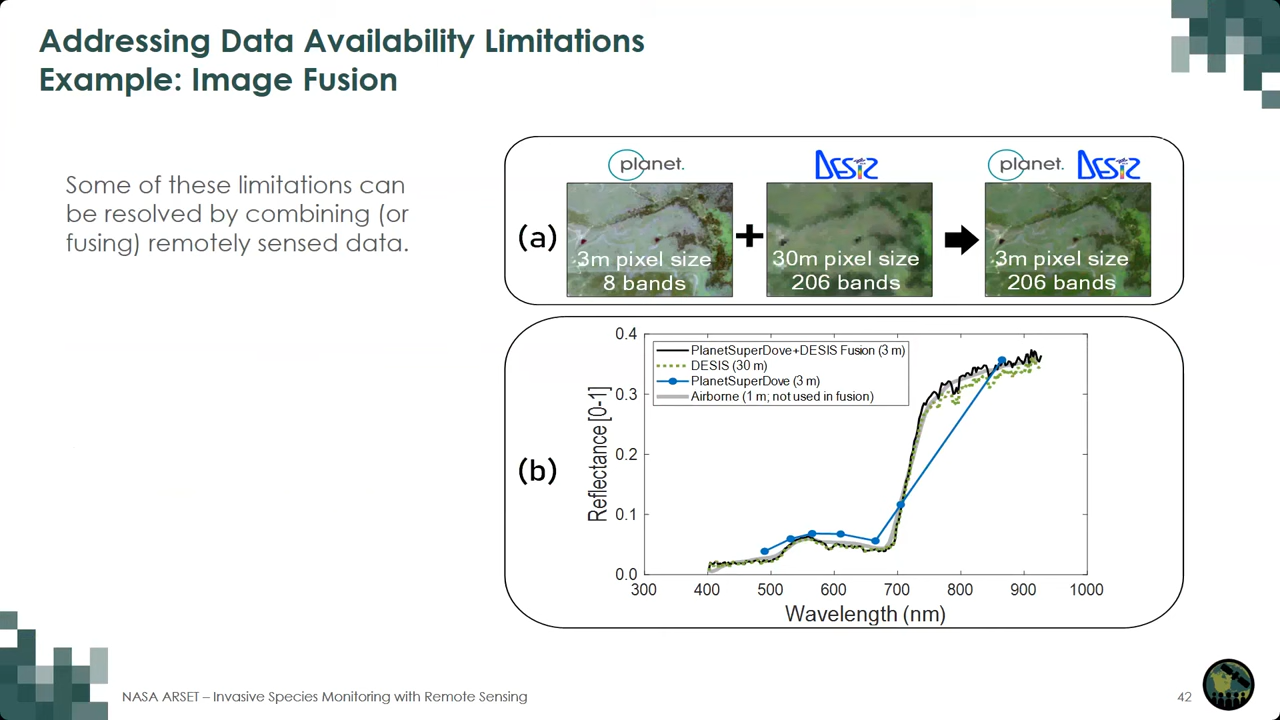 Addressing Data Availability Limitations
Example: Image Fusion
Some of these limitations can
be resolved by combining (or
fusing) remotely sensed data.
(a)
planet.
3m pixel size
8 bands
DESIS
30m pixel size
206 bands
planet. DESIS
3m pixel size
206 bands
(b)
PlanetSuperDove+DESIS Fusion (3 m)
DESIS (30 m)
PlanetSuperDove (3 m)
Airborne (1 m; not used in fusion)
Reflectance [0-1]
0.4
0.3
0.2
0.1
0.0
300 400 500 600 700 800 900 1000
Wavelength (nm)
NASA ARSET – Invasive Species Monitoring with Remote Sensing
42